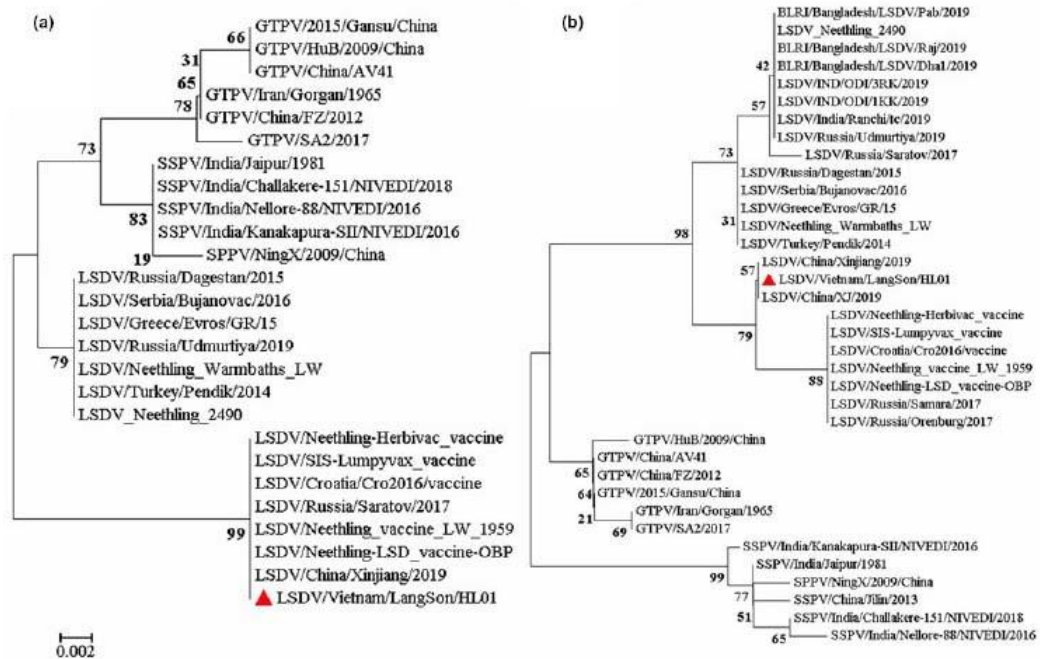 (a)
66
GTPV/2015/Gansu/China
GTPV/HuB/2009/China
31
GTPV/China/AV41
65
GTPV/Iran/Gorgan/1965
78
GTPV/China/FZ/2012
GTPV/SA2/2017
73
SSPV/India/Jaipur/1981
SSPV/India/Challakere-151/NIVEDI/2018
83
SSPV/India/Nellore-88/NIVEDI/2016
SSPV/India/Kanakapura-SII/NIVEDI/2016
19
SPPV/NingX/2009/China
LSDV/Russia/Dagestan/2015
LSDV/Serbia/Bujanovac/2016
LSDV/Greece/Evros/GR/15
79
LSDV/Russia/Udmurtiya/2019
LSDV/Neethling_Warmbaths_LW
LSDV/Turkey/Pendik/2014
LSDV_Neethling_2490
LSDV/Neethling-Herbivac_vaccine
LSDV/SIS-Lumpyvax_vaccine
LSDV/Croatia/Cro2016/vaccine
LSDV/Russia/Saratov/2017
99
LSDV/Neethling_vaccine_LW_1959
LSDV/Neethling-LSD_vaccine-OBP
LSDV/China/Xinjiang/2019
LSDV/Vietnam/LangSon/HL01
0.002
(b)
BLRI/Bangladesh/LSDV/Pab/2019
LSDV_Neethling_2490
BLRI/Bangladesh/LSDV/Raj/2019
42
BLRI/Bangladesh/LSDV/Dha1/2019
LSDV/IND/ODI/3RK/2019
57
LSDV/IND/ODI/1KK/2019
LSDV/India/Ranchi/tc/2019
LSDV/Russia/Udmurtiya/2019
73
LSDV/Russia/Saratov/2017
LSDV/Russia/Dagestan/2015
LSDV/Serbia/Bujanovac/2016
LSDV/Greece/Evros/GR/15
31
LSDV/Neethling_Warmbaths_LW
98
LSDV/Turkey/Pendik/2014
57
LSDV/China/Xinjiang/2019
LSDV/Vietnam/LangSon/HL01
LSDV/China/XJ/2019
79
LSDV/Neethling-Herbivac_vaccine
LSDV/SIS-Lumpyvax_vaccine
LSDV/Croatia/Cro2016/vaccine
LSDV/Neethling_vaccine_LW_1959
88
LSDV/Neethling-LSD_vaccine-OBP
LSDV/Russia/Samara/2017
LSDV/Russia/Orenburg/2017
GTPV/HuB/2009/China
GTPV/China/AV41
65
GTPV/China/FZ/2012
64
GTPV/2015/Gansu/China
21
GTPV/Iran/Gorgan/1965
69
GTPV/SA2/2017
SSPV/India/Kanakapura-SII/NIVEDI/2016
99
SSPV/India/Jaipur/1981
SPPV/NingX/2009/China
77
SSPV/China/Jilin/2013
51
SSPV/India/Challakere-151/NIVEDI/2018
65
SSPV/India/Nellore-88/NIVEDI/2016